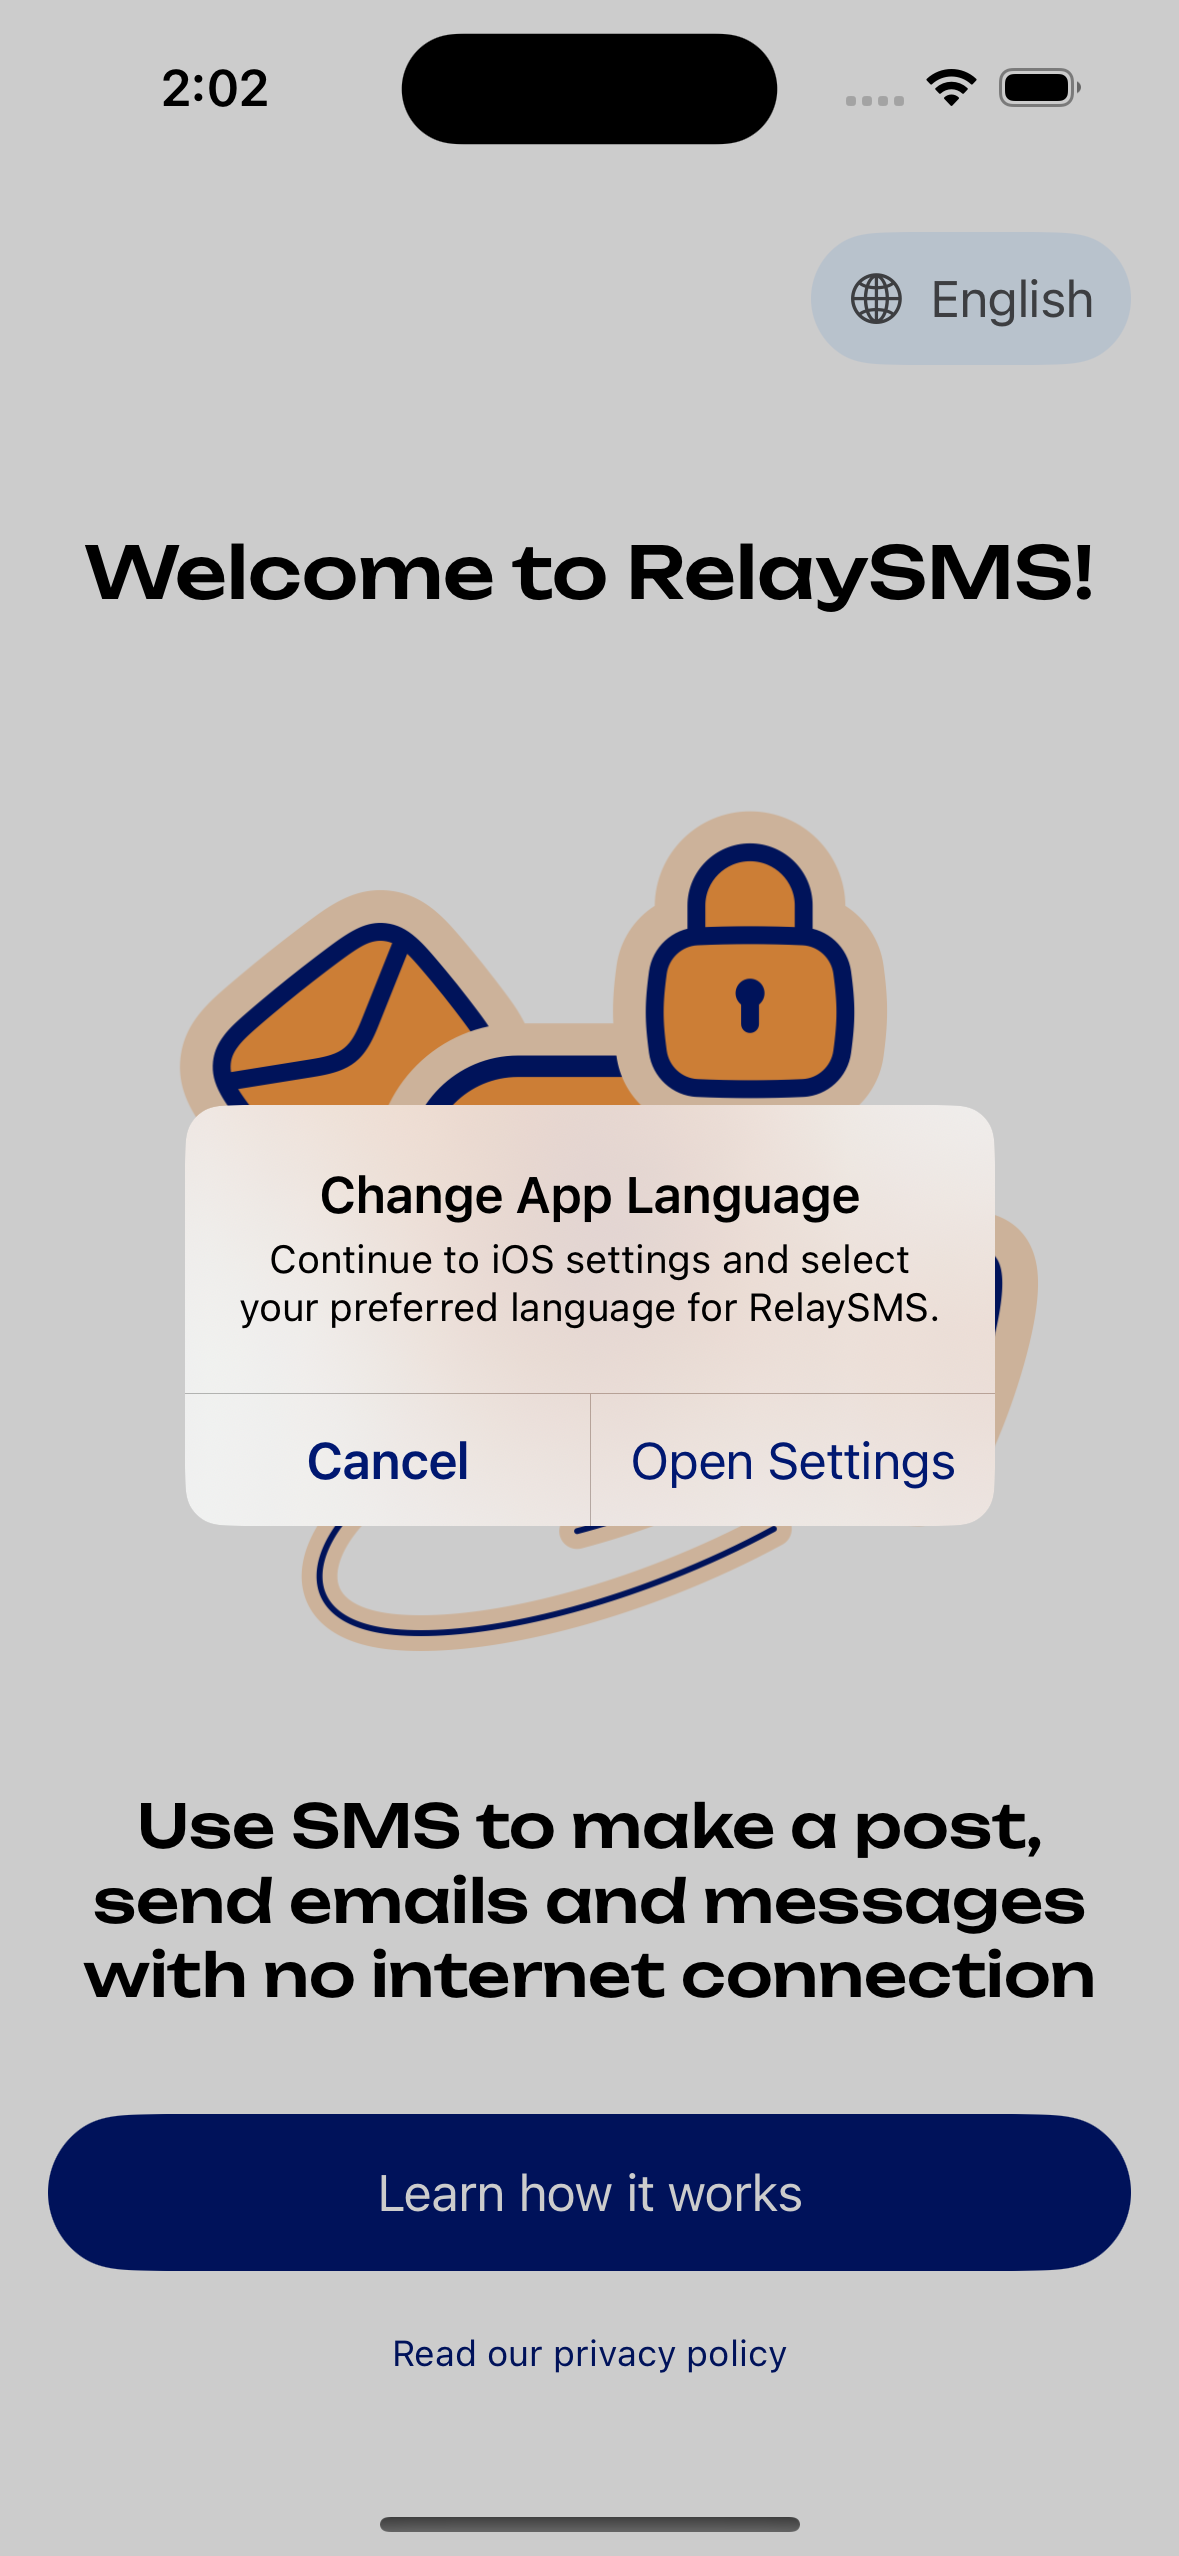 2:02
English
Welcome to RelaySMS!
Change App Language
Continue to iOS settings and select
your preferred language for RelaySMS.
Cancel
Open Settings
Use SMS to make a post,
send emails and messages
with no internet connection
Learn how it works
Read our privacy policy